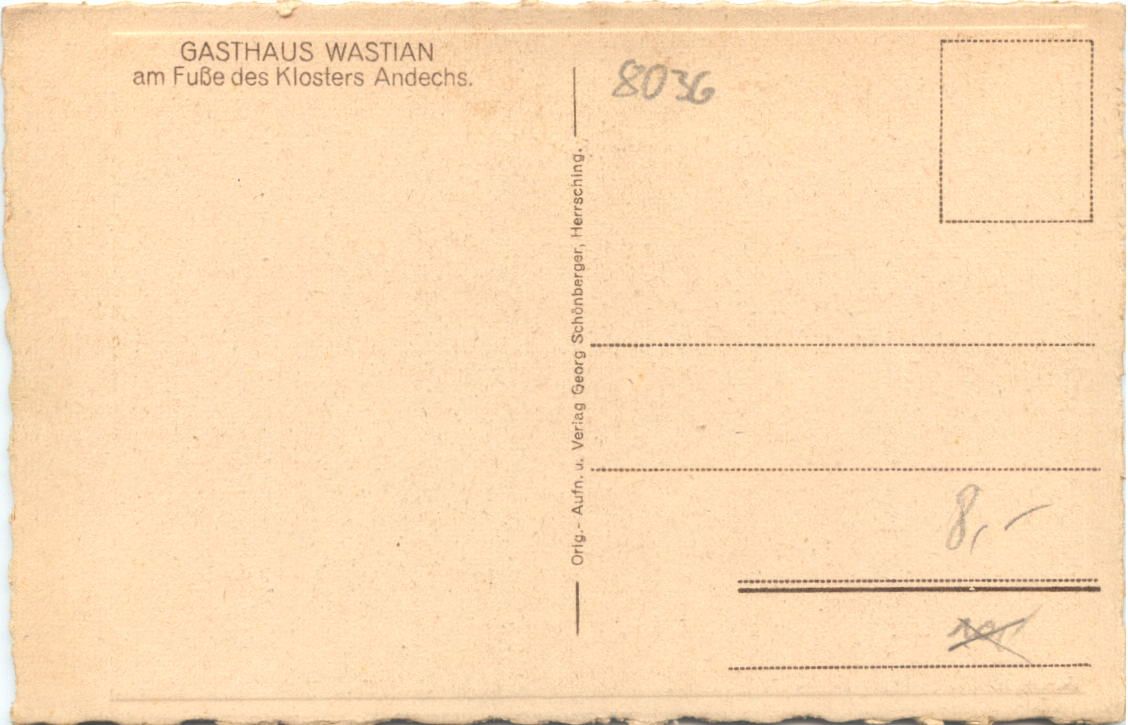 GASTHAUS WASTIAN
am Fuße des Klosters Andechs.
Orig.- Aufn. u. Verlag Georg Schönberger, Herrsching.
8036
8,-